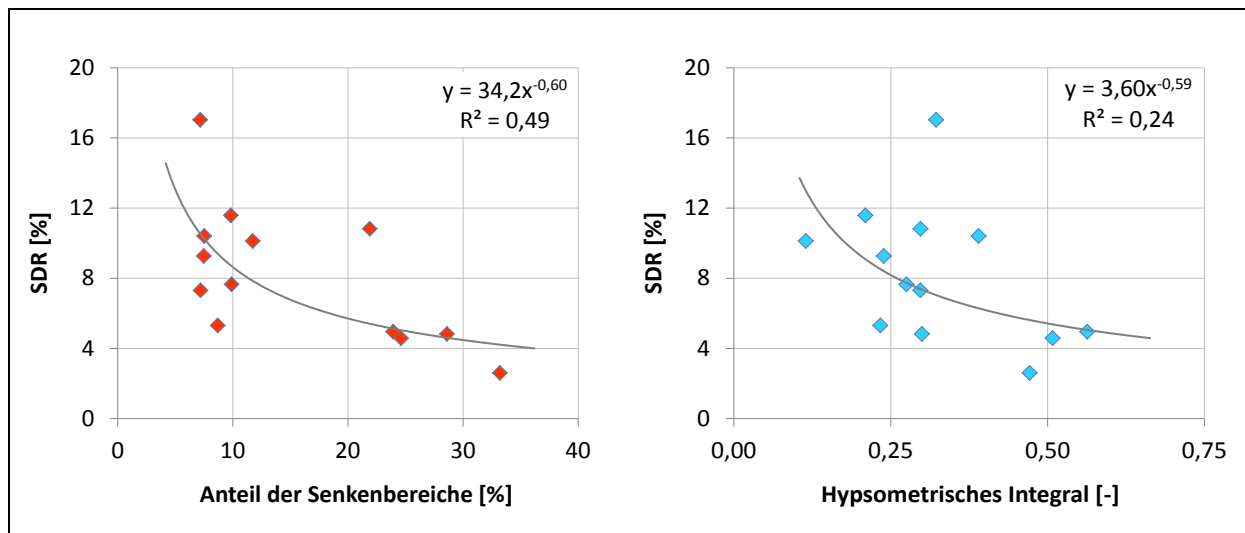 20
16
12
8
4
0
SDR [%]
y = 34,2x-0,60
R² = 0,49
0 10 20 30 40
Anteil der Senkenbereiche [%]
20
16
12
8
4
0
SDR [%]
y = 3,60x-0,59
R² = 0,24
0,00 0,25 0,50 0,75
Hypsometrisches Integral [-]